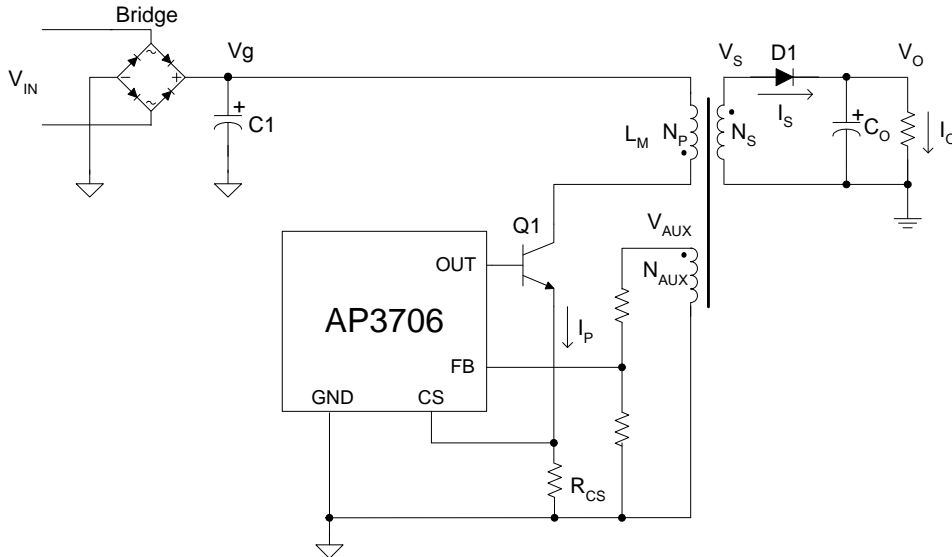 Bridge
Vg
V_S
D1
V_O
V_IN
~
−
+
~
+
C1
L_M
N_P
N_S
I_S
+
C_O
Q1
V_AUX
OUT
N_AUX
AP3706
I_P
FB
GND
CS
R_CS